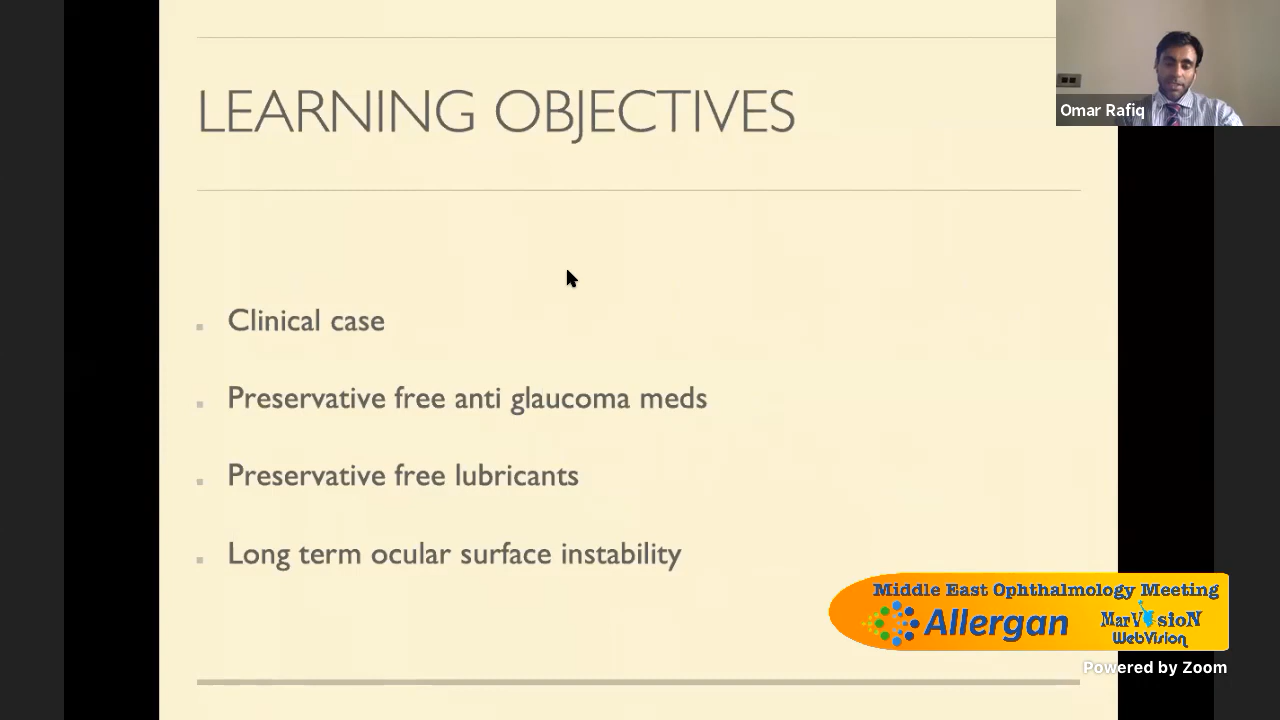 LEARNING OBJECTIVES
Omar Rafiq
Clinical case
Preservative free anti glaucoma meds
Preservative free lubricants
Long term ocular surface instability
Middle East Ophthalmology Meeting
Allergan
MarVisioN
WebVision
Powered by Zoom